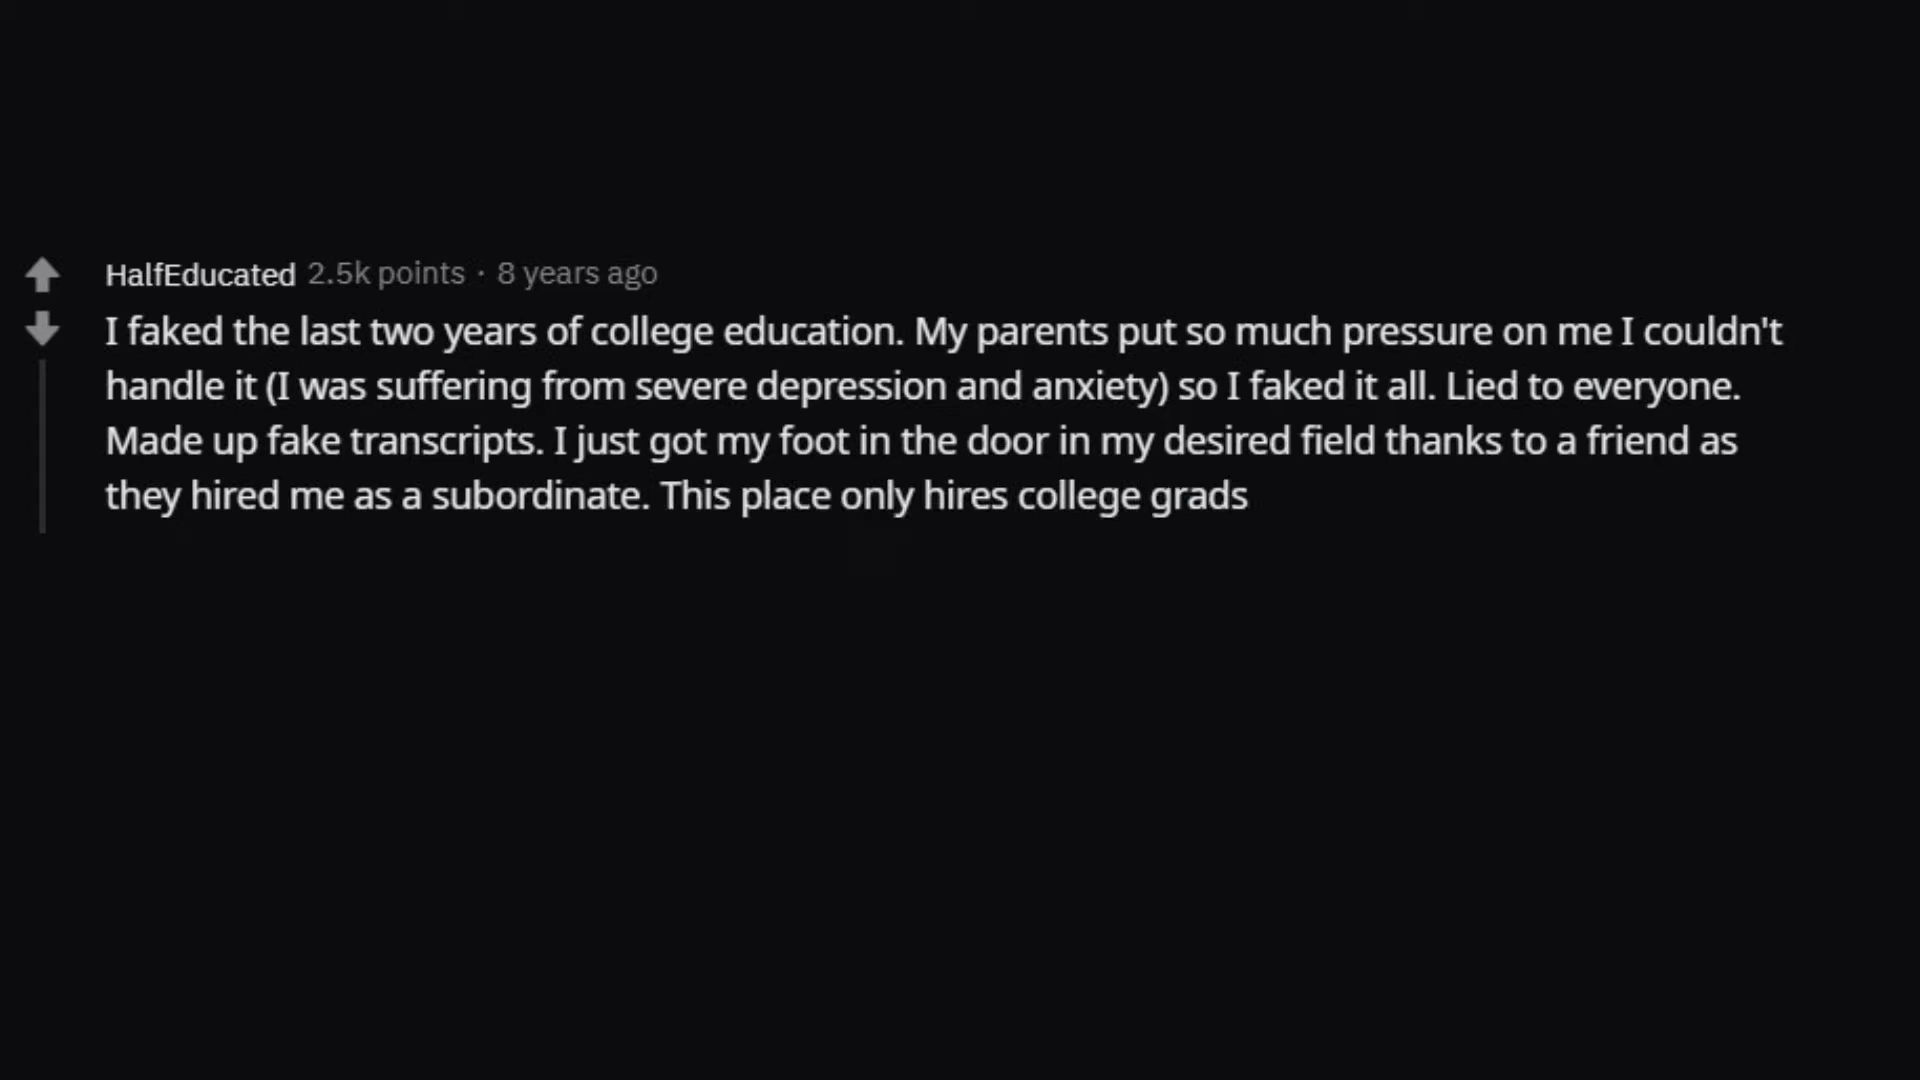 HalfEducated 2.5k points · 8 years ago
I faked the last two years of college education. My parents put so much pressure on me I couldn't
handle it (I was suffering from severe depression and anxiety) so I faked it all. Lied to everyone.
Made up fake transcripts. I just got my foot in the door in my desired field thanks to a friend as
they hired me as a subordinate. This place only hires college grads